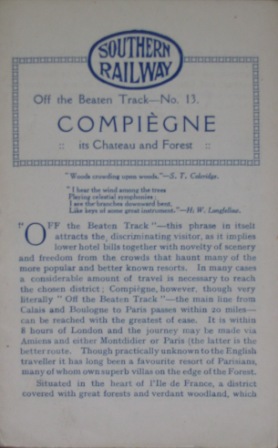 SOUTHERN
RAILWAY
Off the Beaten Track—No. 13.
COMPIÈGNE
:: its Chateau and Forest ::
"Woods crowding upon woods."—S. T. Coleridge.
"I hear the wind among the trees
Playing celestial symphonies;
I see the branches downward bent,
Like keys of some great instrument."—H. W. Longfellow.
"OFF the Beaten Track"—this phrase in itself
attracts the discriminating visitor, as it implies
lower hotel bills together with novelty of scenery
and freedom from the crowds that haunt many of the
more popular and better known resorts. In many cases
a considerable amount of travel is necessary to reach
the chosen district; Compiègne, however, though very
literally "Off the Beaten Track"—the main line from
Calais and Boulogne to Paris passes within 20 miles—
can be reached with the greatest of ease. It is within
8 hours of London and the journey may be made via
Amiens and either Montdidier or Paris (the latter is the
better route. Though practically unknown to the English
traveller it has long been a favourite resort of Parisians,
many of whom own superb villas on the edge of the Forest.
Situated in the heart of l'Ile de France, a district
covered with great forests and verdant woodland, which